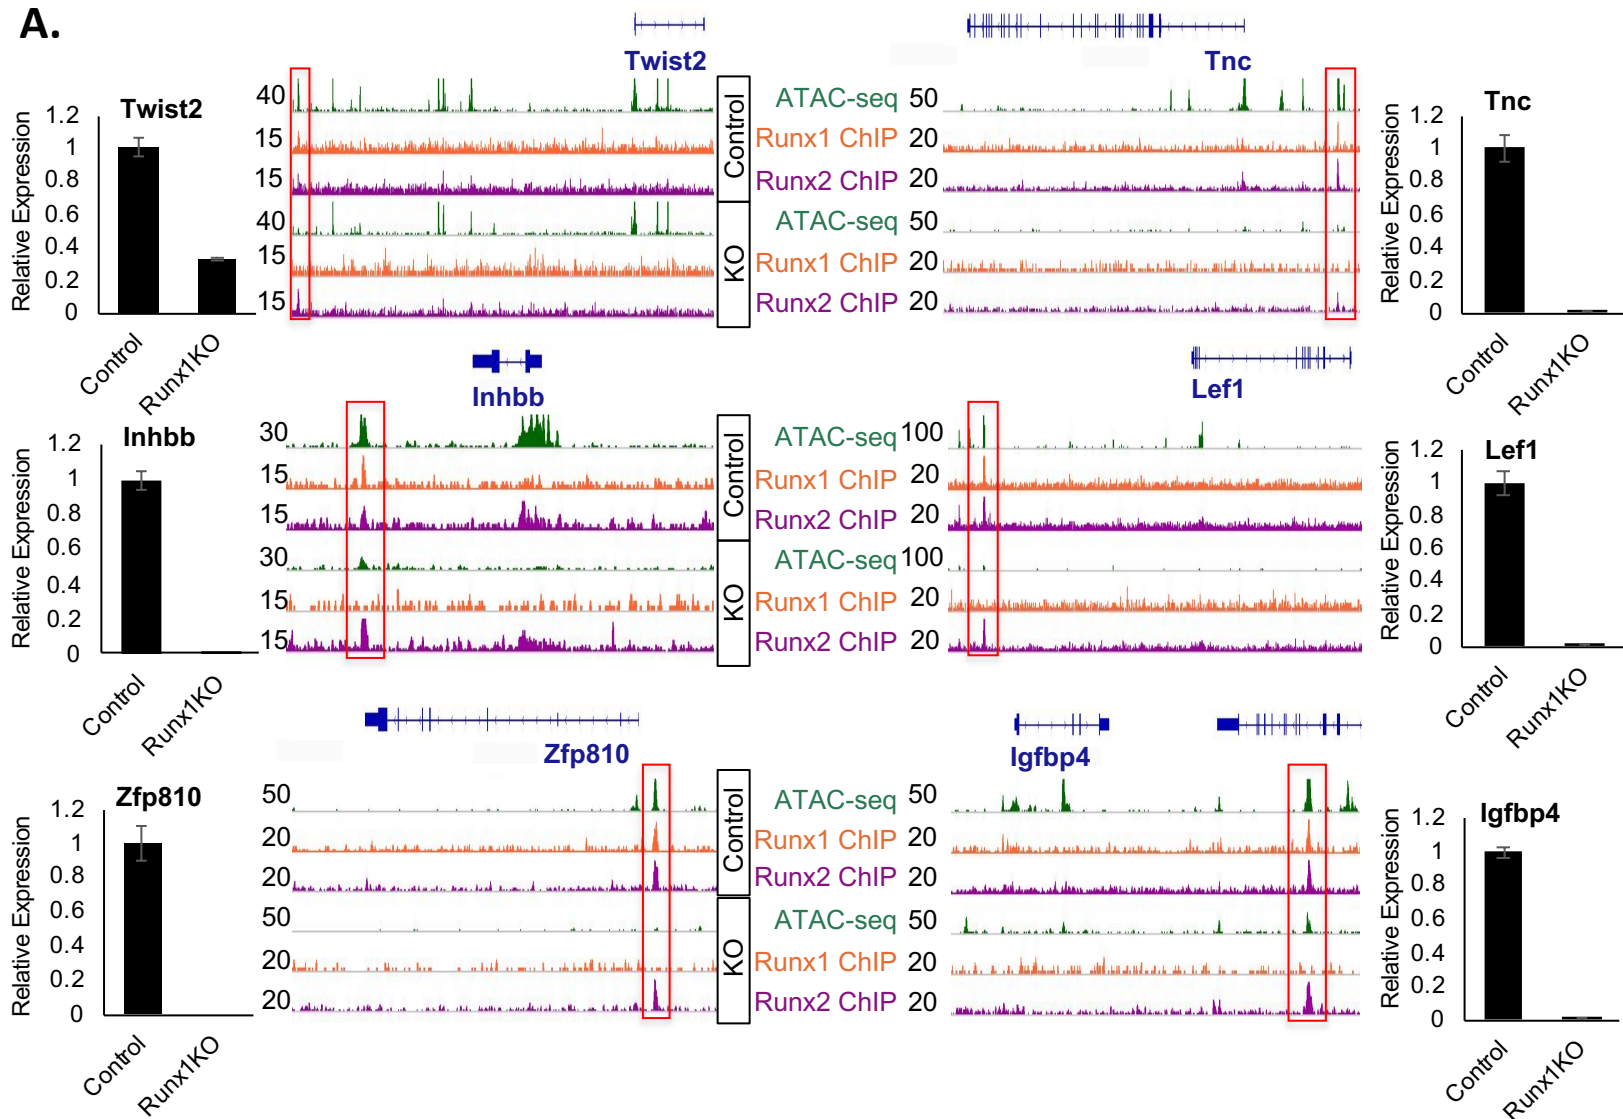 A.
Twist2
Tnc
Twist2
1.2
1
0.8
0.6
0.4
0.2
0
Relative Expression
Control
Runx1KO
40
15
15
40
15
15
Control
KO
ATAC-seq 50
Runx1 ChIP 20
Runx2 ChIP 20
ATAC-seq 50
Runx1 ChIP 20
Runx2 ChIP 20
Tnc
1.2
1
0.8
0.6
0.4
0.2
0
Relative Expression
Control
Runx1KO
Inhbb
Lef1
Inhbb
1.2
1
0.8
0.6
0.4
0.2
0
Relative Expression
Control
Runx1KO
30
15
15
30
15
15
Control
KO
ATAC-seq 100
Runx1 ChIP 20
Runx2 ChIP 20
ATAC-seq 100
Runx1 ChIP 20
Runx2 ChIP 20
Lef1
1.2
1
0.8
0.6
0.4
0.2
0
Relative Expression
Control
Runx1KO
Zfp810
Igfbp4
Zfp810
1.2
1
0.8
0.6
0.4
0.2
0
Relative Expression
Control
Runx1KO
50
20
20
50
20
20
Control
KO
ATAC-seq 50
Runx1 ChIP 20
Runx2 ChIP 20
ATAC-seq 50
Runx1 ChIP 20
Runx2 ChIP 20
Igfbp4
1.2
1
0.8
0.6
0.4
0.2
0
Relative Expression
Control
Runx1KO